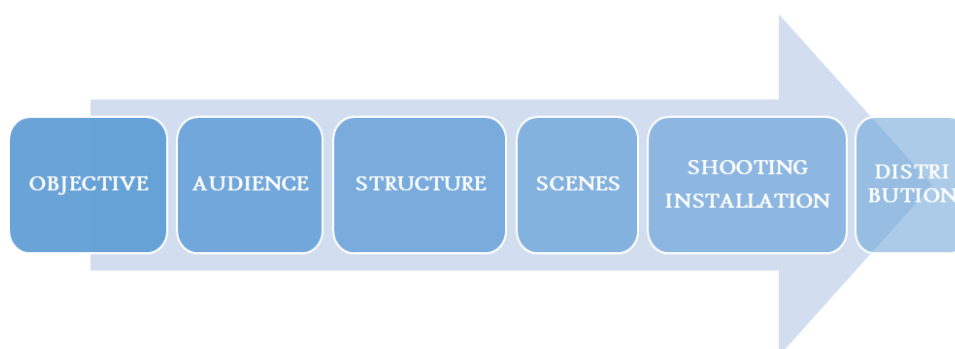 OBJECTIVE
AUDIENCE
STRUCTURE
SCENES
SHOOTING
INSTALLATION
DISTRI
BUTION